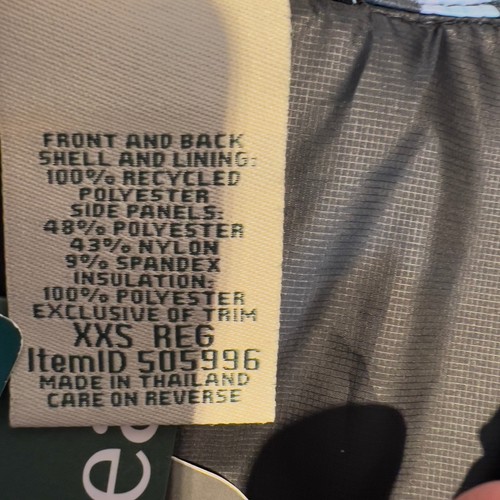 FRONT AND BACK
SHELL AND LINING:
100% RECYCLED
POLYESTER
SIDE PANELS:
48% POLYESTER
43% NYLON
9% SPANDEX
INSULATION:
100% POLYESTER
EXCLUSIVE OF TRIM
XXS REG
ItemID 505996
MADE IN THAILAND
CARE ON REVERSE